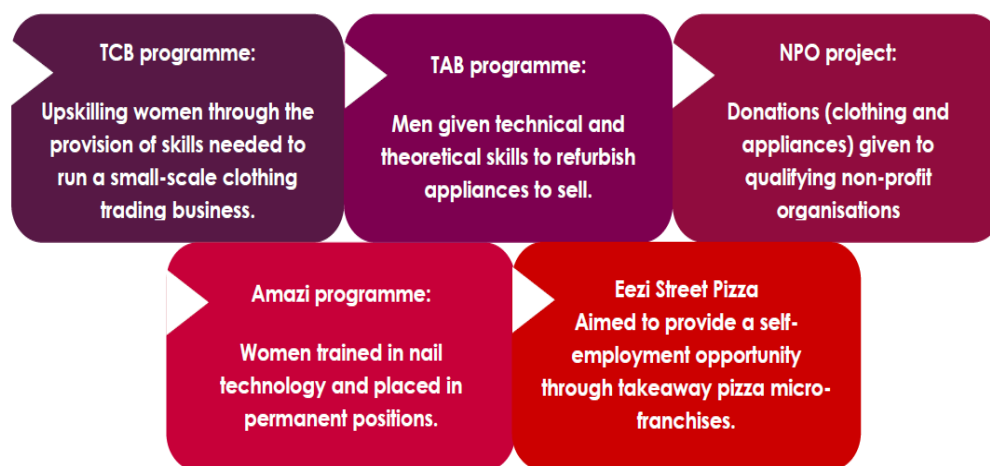 TCB programme:
Upskilling women through the
provision of skills needed to
run a small-scale clothing
trading business.
TAB programme:
Men given technical and
theoretical skills to refurbish
appliances to sell.
NPO project:
Donations (clothing and
appliances) given to
qualifying non-profit
organisations
Amazi programme:
Women trained in nail
technology and placed in
permanent positions.
Eezi Street Pizza
Aimed to provide a self-
employment opportunity
through takeaway pizza micro-
franchises.